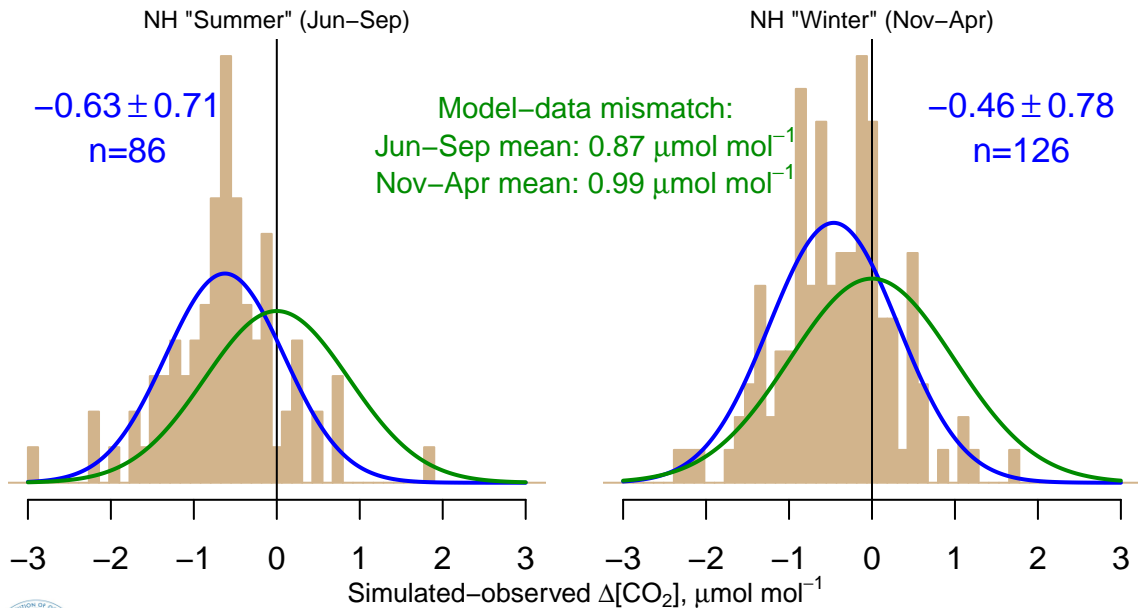 NH "Summer" (Jun−Sep)
NH "Winter" (Nov−Apr)
−0.63 ± 0.71
n=86
Model−data mismatch:
Jun−Sep mean: 0.87 μmol mol⁻¹
Nov−Apr mean: 0.99 μmol mol⁻¹
−0.46 ± 0.78
n=126
−3 −2 −1 0 1 2 3
−3 −2 −1 0 1 2 3
Simulated−observed Δ[CO₂], μmol mol⁻¹